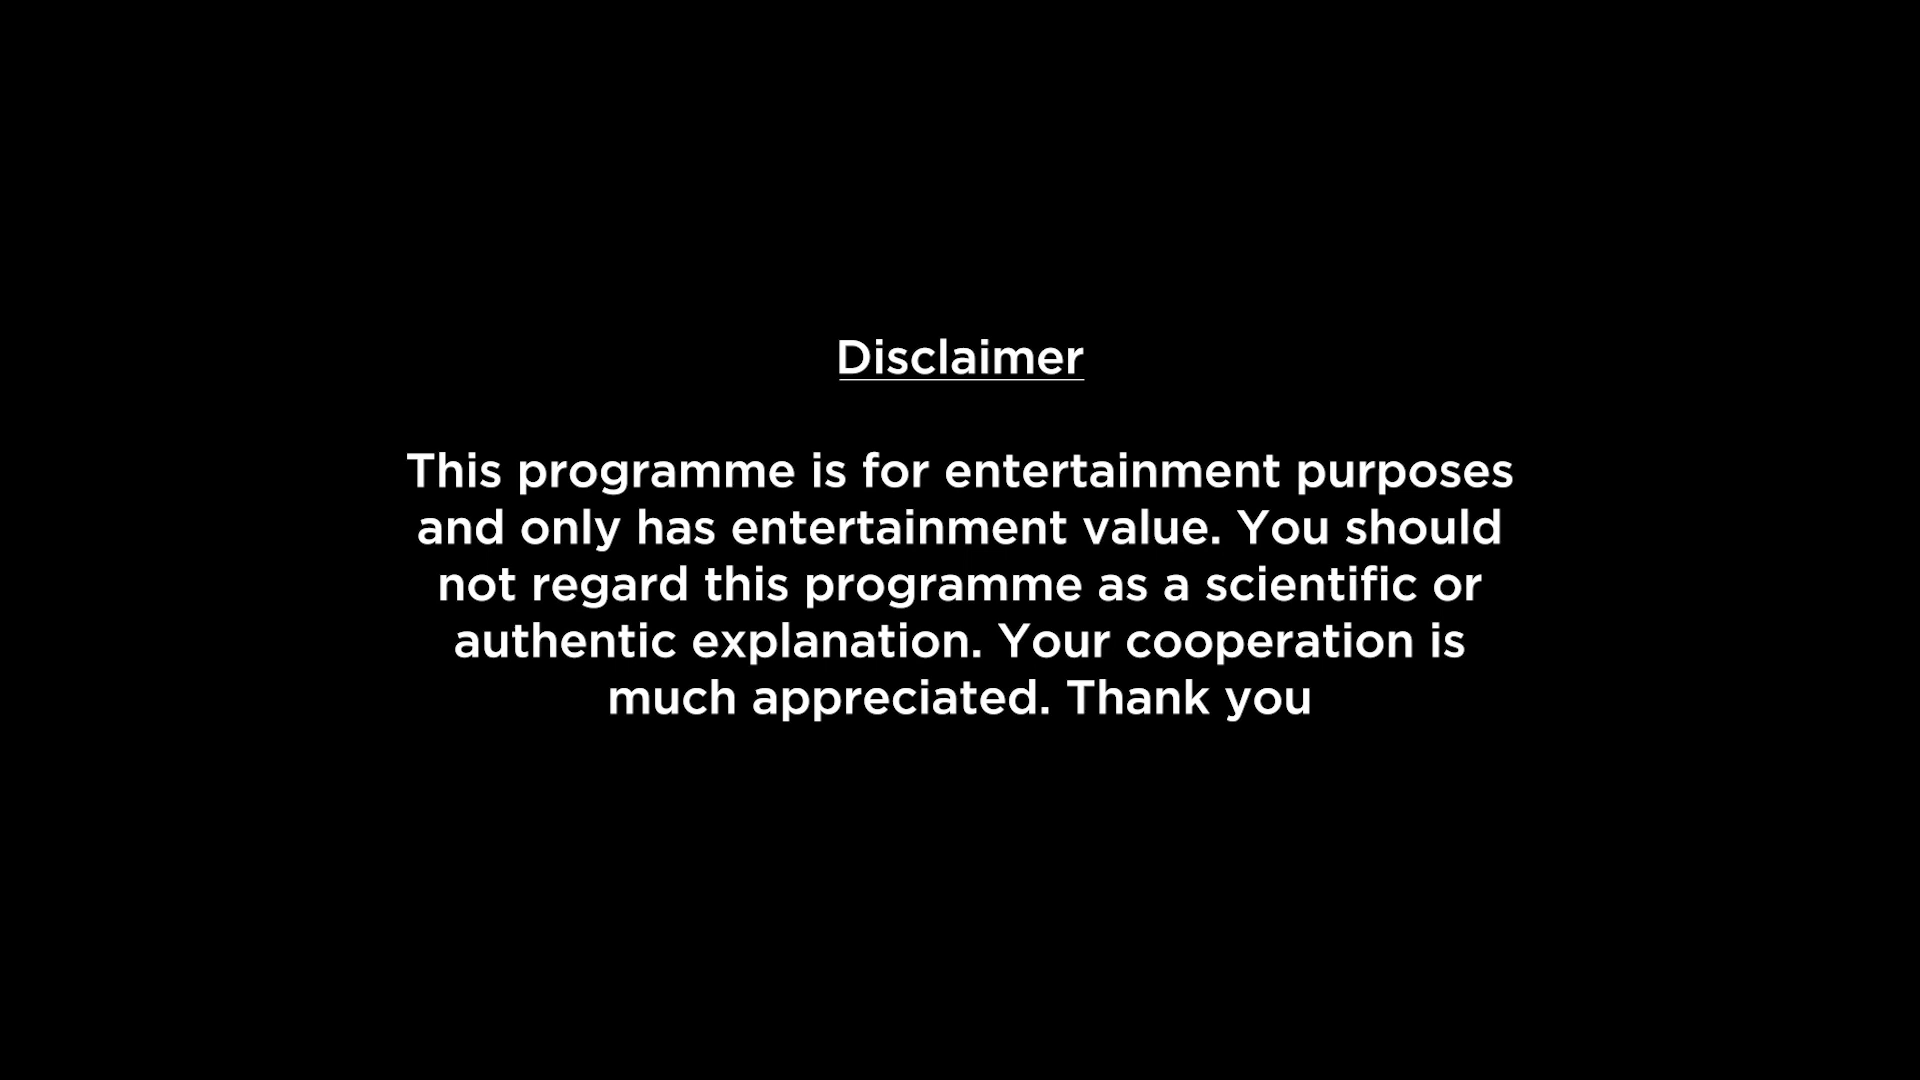 Disclaimer
This programme is for entertainment purposes
and only has entertainment value. You should
not regard this programme as a scientific or
authentic explanation. Your cooperation is
much appreciated. Thank you